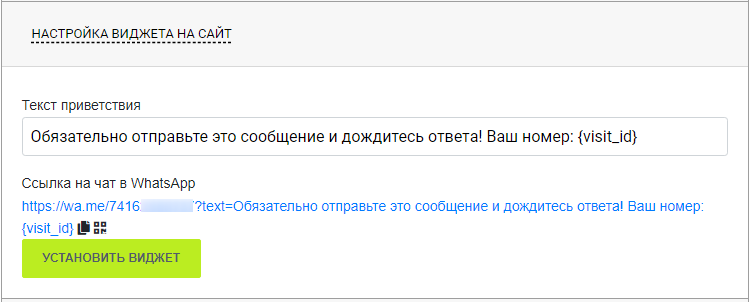 НАСТРОЙКА ВИДЖЕТА НА САЙТ
Текст приветствия
Обязательно отправьте это сообщение и дождитесь ответа! Ваш номер: {visit_id}
Ссылка на чат в WhatsApp
https://wa.me/7416 ?text=Обязательно отправьте это сообщение и дождитесь ответа! Ваш номер:
{visit_id}
УСТАНОВИТЬ ВИДЖЕТ